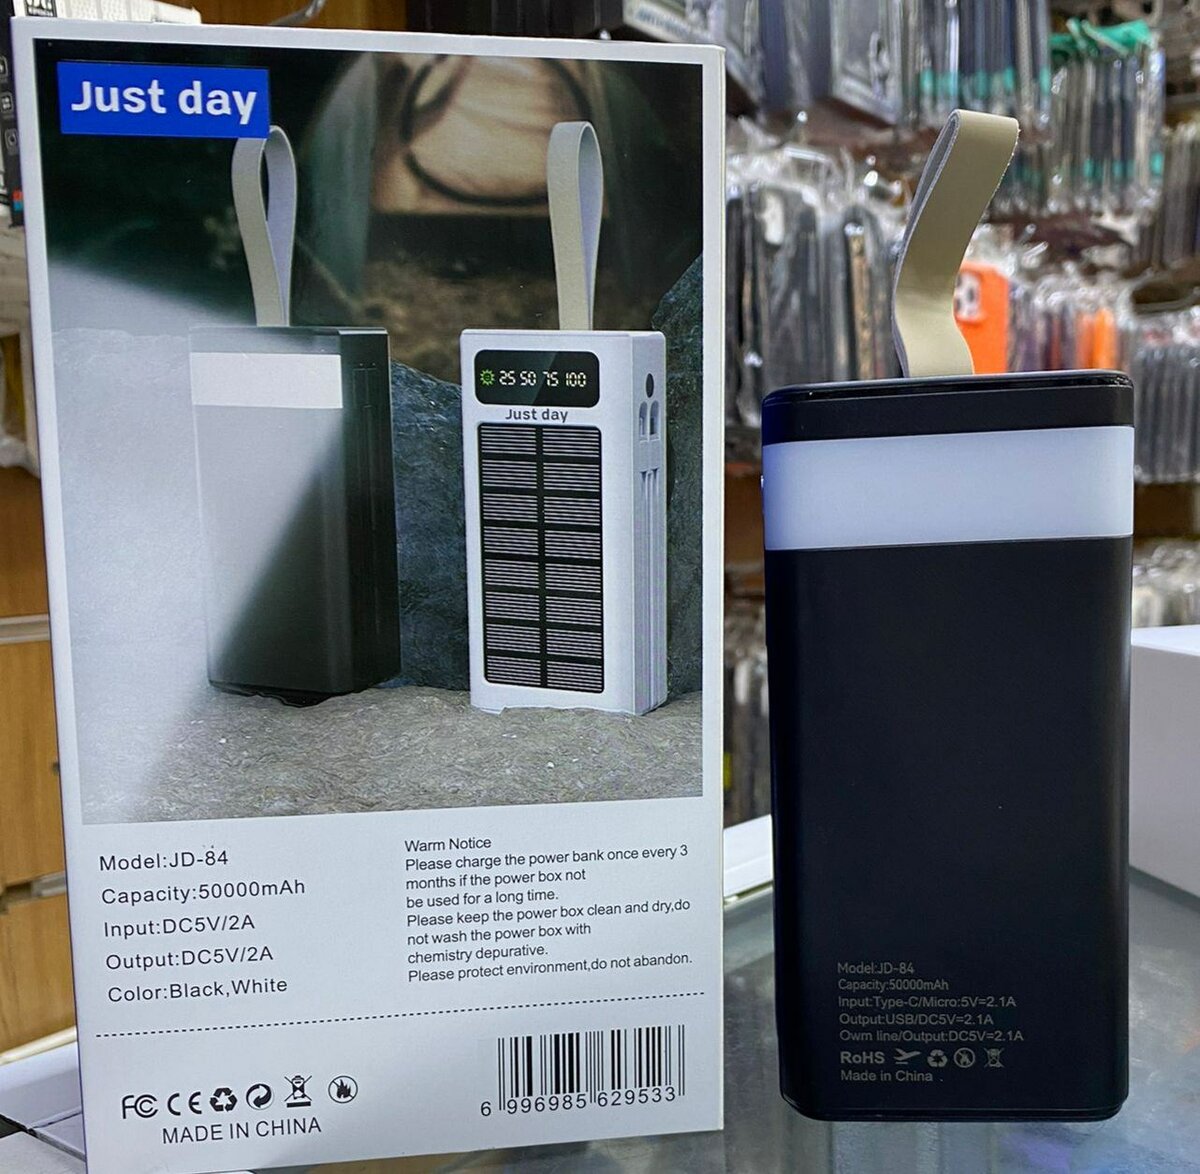 Just day
25 50 75 100
Just day
Model:JD-84
Capacity:50000mAh
Input:DC5V/2A
Output:DC5V/2A
Color:Black,White
Warm Notice
Please charge the power bank once every 3
months if the power box not
be used for a long time.
Please keep the power box clean and dry,do
not wash the power box with
chemistry depurative.
Please protect environment,do not abandon.
FC CE
MADE IN CHINA
6 996985 629533
Model:JD-84
Capacity:50000mAh
Input:Type-C/Micro:5V=2.1A
Output:USB/DC5V=2.1A
Owm line/Output:DC5V=2.1A
RoHS
Made in China